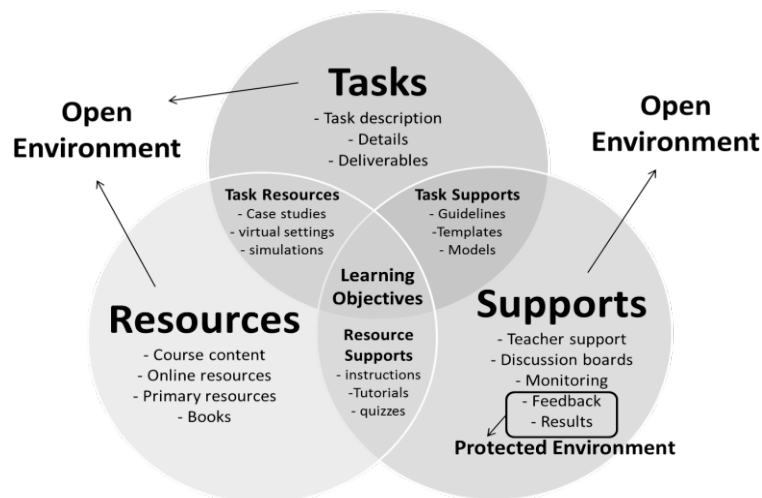 Tasks
- Task description
- Details
- Deliverables
Open
Environment
Open
Environment
Task Resources
- Case studies
- virtual settings
- simulations
Task Supports
- Guidelines
-Templates
- Models
Learning
Objectives
Resources
- Course content
- Online resources
- Primary resources
- Books
Resource
Supports
- instructions
-Tutorials
- quizzes
Supports
- Teacher support
- Discussion boards
- Monitoring
- Feedback
- Results
Protected Environment